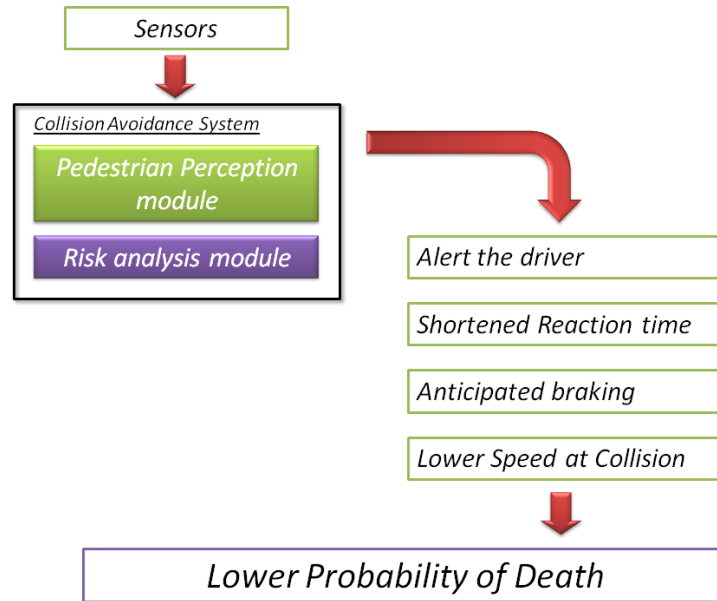 Sensors
Collision Avoidance System
Pedestrian Perception
module
Risk analysis module
Alert the driver
Shortened Reaction time
Anticipated braking
Lower Speed at Collision
Lower Probability of Death